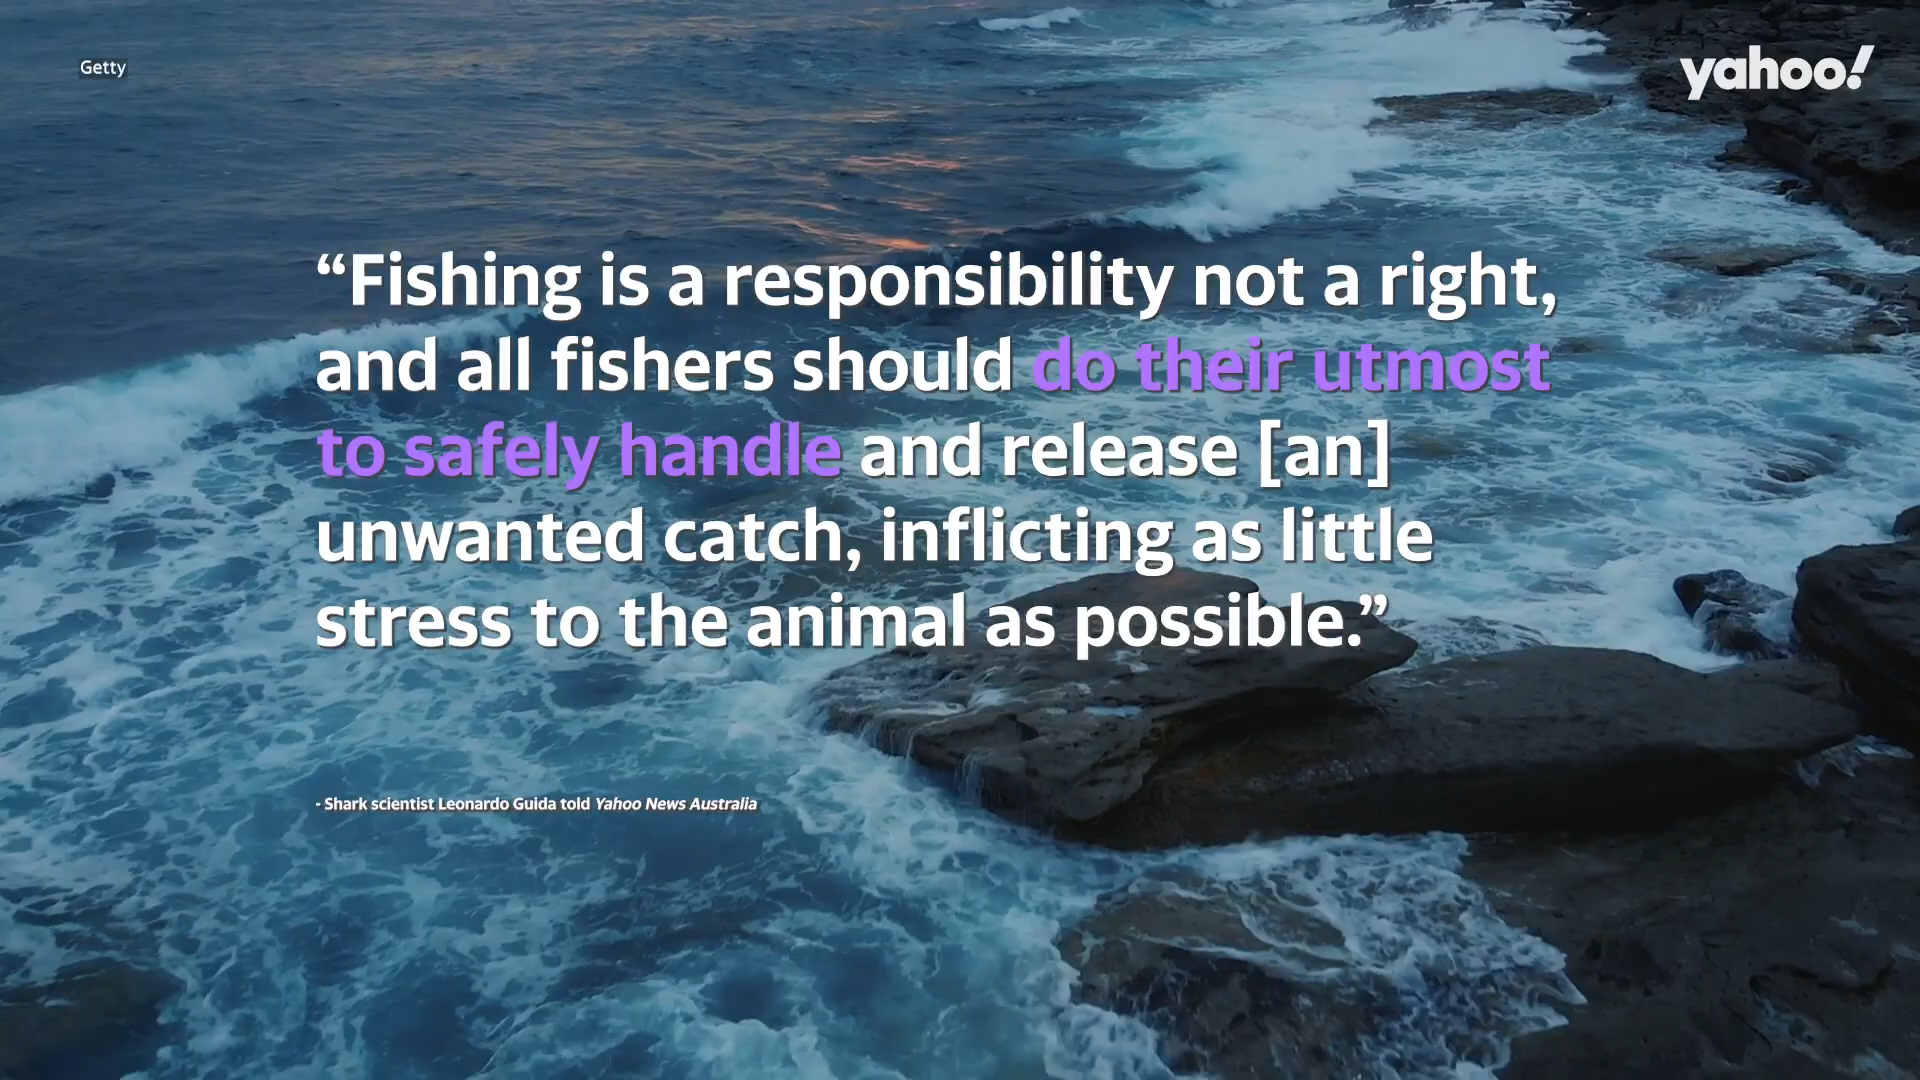 Getty
yahoo!
“Fishing is a responsibility not a right,
and all fishers should do their utmost
to safely handle and release [an]
unwanted catch, inflicting as little
stress to the animal as possible.”
- Shark scientist Leonardo Guida told Yahoo News Australia